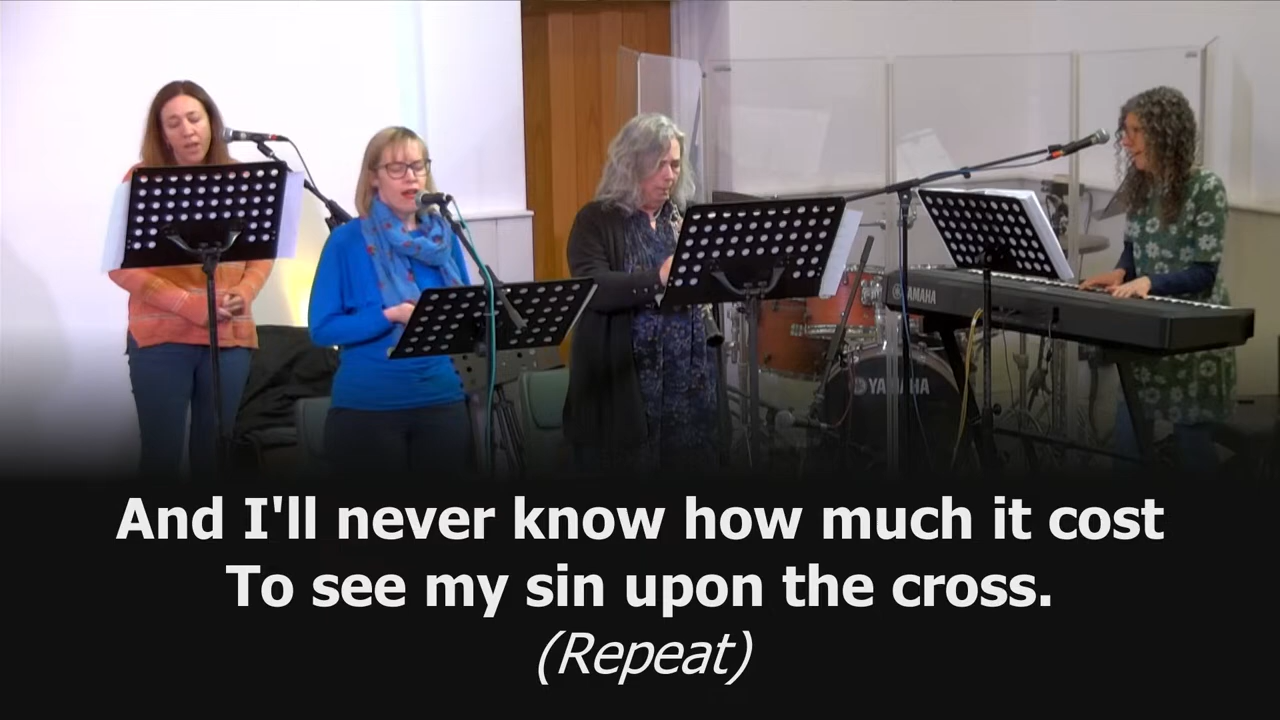 YAMAHA
YAMAHA
And I'll never know how much it cost
To see my sin upon the cross.
(Repeat)